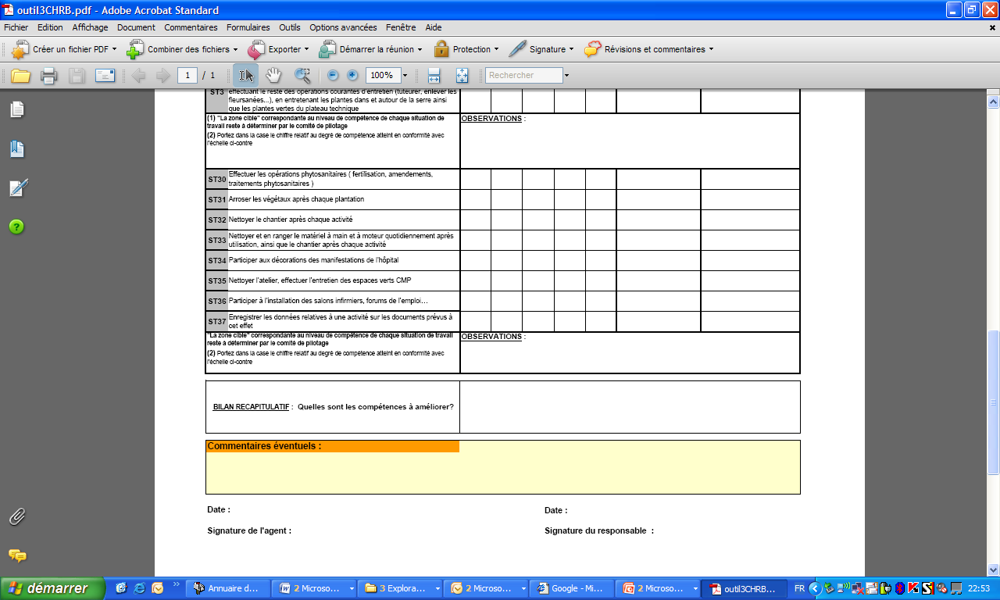 outil3CHRB.pdf - Adobe Acrobat Standard
Fichier Edition Affichage Document Commentaires Formulaires Outils Options avancées Fenêtre Aide
Créer un fichier PDF Combiner des fichiers Exporter Démarrer la réunion Protection Signature Révisions et commentaires
1 / 1 100% Rechercher
ST3 effectuant le reste des opérations courantes d'entretien (tuteurer, enlever les
fleursanées...), en entretenant les plantes dans et autour de la serre ainsi
que les plantes vertes du plateau technique
(1) "La zone cible" correspondante au niveau de compétence de chaque situation de
travail reste à déterminer par le comité de pilotage
(2) Portez dans la case le chiffre relatif au degré de compétence atteint en conformité avec
l'échelle ci-contre
OBSERVATIONS :
ST30 Effectuer les opérations phytosanitaires ( fertilisation, amendements,
traitements phytosanitaires )
ST31 Arroser les végétaux après chaque plantation
ST32 Nettoyer le chantier après chaque activité
ST33 Nettoyer et en ranger le matériel à main et à moteur quotidiennement après
utilisation, ainsi que le chantier après chaque activité
ST34 Participer aux décorations des manifestations de l'hôpital
ST35 Nettoyer l'atelier, effectuer l'entretien des espaces verts CMP
ST36 Participer à l'installation des salons infirmiers, forums de l'emploi…
ST37 Enregistrer les données relatives à une activité sur les documents prévus à
cet effet
"La zone cible" correspondante au niveau de compétence de chaque situation de travail
reste à déterminer par le comité de pilotage
(2) Portez dans la case le chiffre relatif au degré de compétence atteint en conformité avec
l'échelle ci-contre
OBSERVATIONS :
BILAN RECAPITULATIF : Quelles sont les compétences à améliorer?
Commentaires éventuels :
Date : Date :
Signature de l'agent : Signature du responsable :
démarrer Annuaire d... 2 Microso... 3 Explora... 2 Microso... Google - Mi... 2 Microso... outil3CHRB... FR 22:53